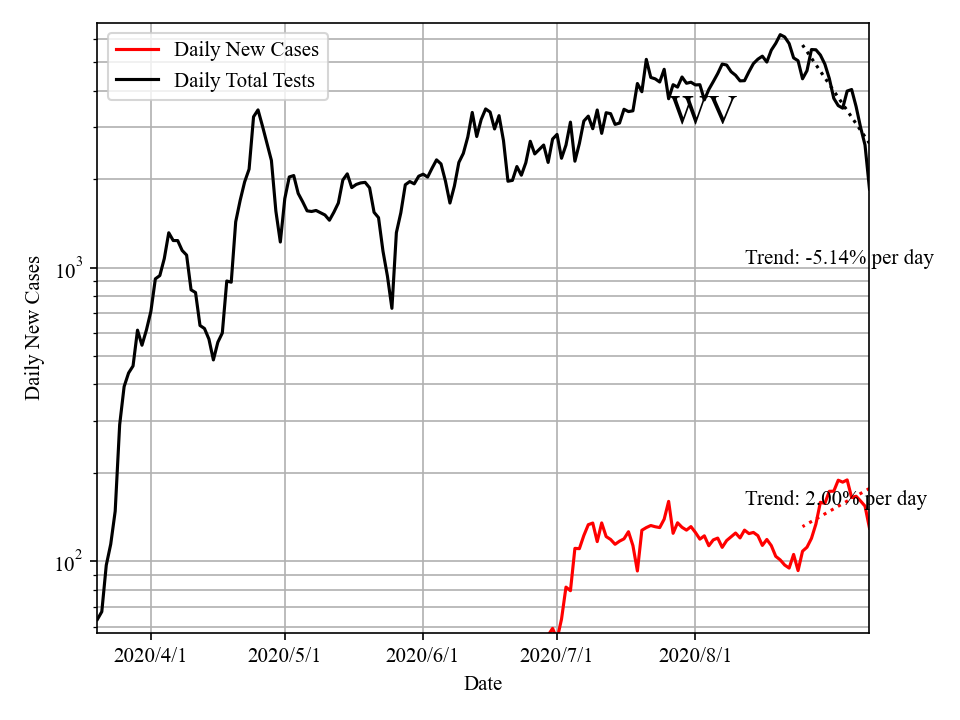 Daily New Cases
Daily Total Tests
WV
Trend: -5.14% per day
Trend: 2.00% per day
Daily New Cases
10³
10²
2020/4/1
2020/5/1
2020/6/1
2020/7/1
2020/8/1
Date